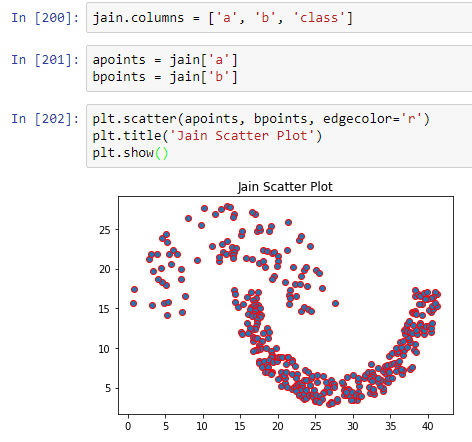 In [200]: jain.columns = ['a', 'b', 'class']
In [201]: apoints = jain['a']
bpoints = jain['b']
In [202]: plt.scatter(apoints, bpoints, edgecolor='r')
plt.title('Jain Scatter Plot')
plt.show()
Jain Scatter Plot
25
20
15
10
5
0 5 10 15 20 25 30 35 40